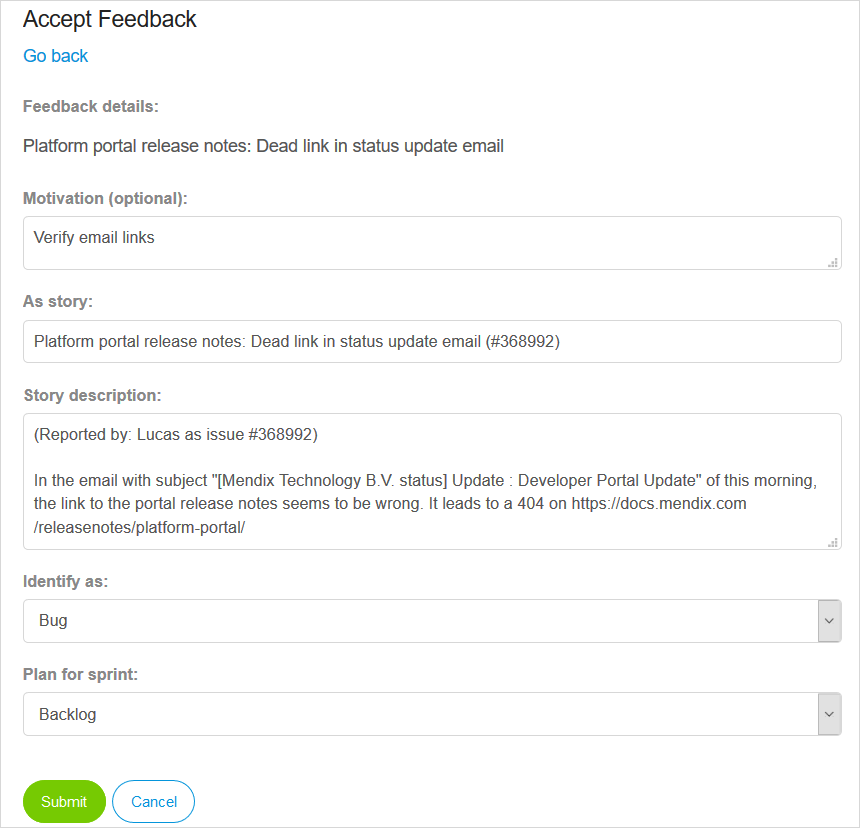 Accept Feedback
Go back
Feedback details:
Platform portal release notes: Dead link in status update email
Motivation (optional):
Verify email links
As story:
Platform portal release notes: Dead link in status update email (#368992)
Story description:
(Reported by: Lucas as issue #368992)
In the email with subject "[Mendix Technology B.V. status] Update : Developer Portal Update" of this morning,
the link to the portal release notes seems to be wrong. It leads to a 404 on https://docs.mendix.com
/releasenotes/platform-portal/
Identify as:
Bug
Plan for sprint:
Backlog
Submit
Cancel